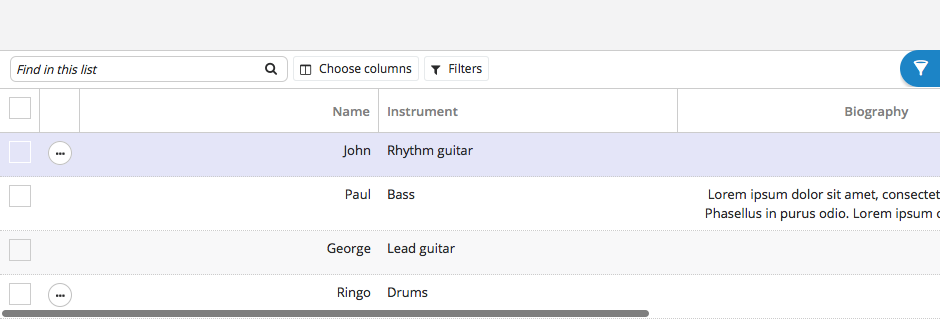 Find in this list Choose columns Filters
Name Instrument Biography
John Rhythm guitar
Paul Bass Lorem ipsum dolor sit amet, consectet
Phasellus in purus odio. Lorem ipsum
George Lead guitar
Ringo Drums